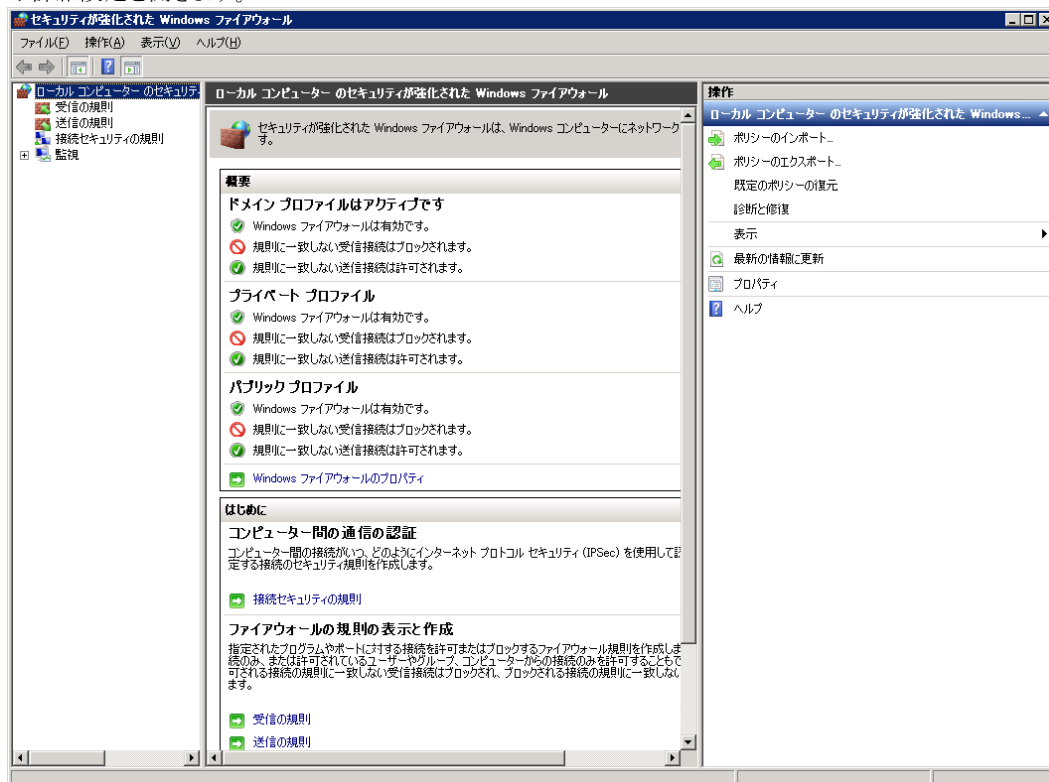 セキュリティが強化された Windows ファイアウォール
ファイル(F) 操作(A) 表示(V) ヘルプ(H)
ローカル コンピューター のセキュリテ
受信の規則
送信の規則
接続セキュリティの規則
監視
ローカル コンピューター のセキュリティが強化された Windows ファイアウォール
セキュリティが強化された Windows ファイアウォールは、Windows コンピューターにネットワーク
す。
概要
ドメイン プロファイルはアクティブです
Windows ファイアウォールは有効です。
規則に一致しない受信接続はブロックされます。
規則に一致しない送信接続は許可されます。
プライベート プロファイル
Windows ファイアウォールは有効です。
規則に一致しない受信接続はブロックされます。
規則に一致しない送信接続は許可されます。
パブリック プロファイル
Windows ファイアウォールは有効です。
規則に一致しない受信接続はブロックされます。
規則に一致しない送信接続は許可されます。
Windows ファイアウォールのプロパティ
はじめに
コンピューター間の通信の認証
コンピューター間の接続がいつ、どのようにインターネット プロトコル セキュリティ (IPSec) を使用して認
定する接続のセキュリティ規則を作成します。
接続セキュリティの規則
ファイアウォールの規則の表示と作成
指定されたプログラムやポートに対する接続を許可またはブロックするファイアウォール規則を作成しま
続のみ、または許可されているユーザーやグループ、コンピューターからの接続のみを許可することもで
可される接続の規則に一致しない受信接続はブロックされ、ブロックされる接続の規則に一致しない
ます。
受信の規則
送信の規則
操作
ローカル コンピューター のセキュリティが強化された Windows...
ポリシーのインポート...
ポリシーのエクスポート...
既定のポリシーの復元
診断と修復
表示
最新の情報に更新
プロパティ
ヘルプ